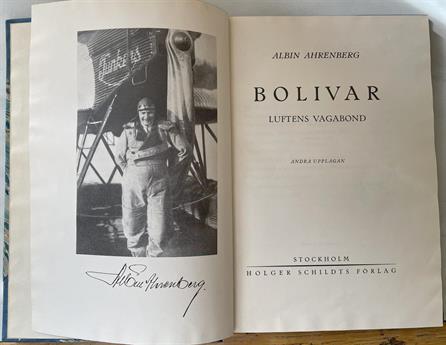 Junkers
Albin Ahrenberg.
ALBIN AHRENBERG
BOLIVAR
LUFTENS VAGABOND
ANDRA UPPLAGAN
STOCKHOLM
HOLGER SCHILDTS FÖRLAG